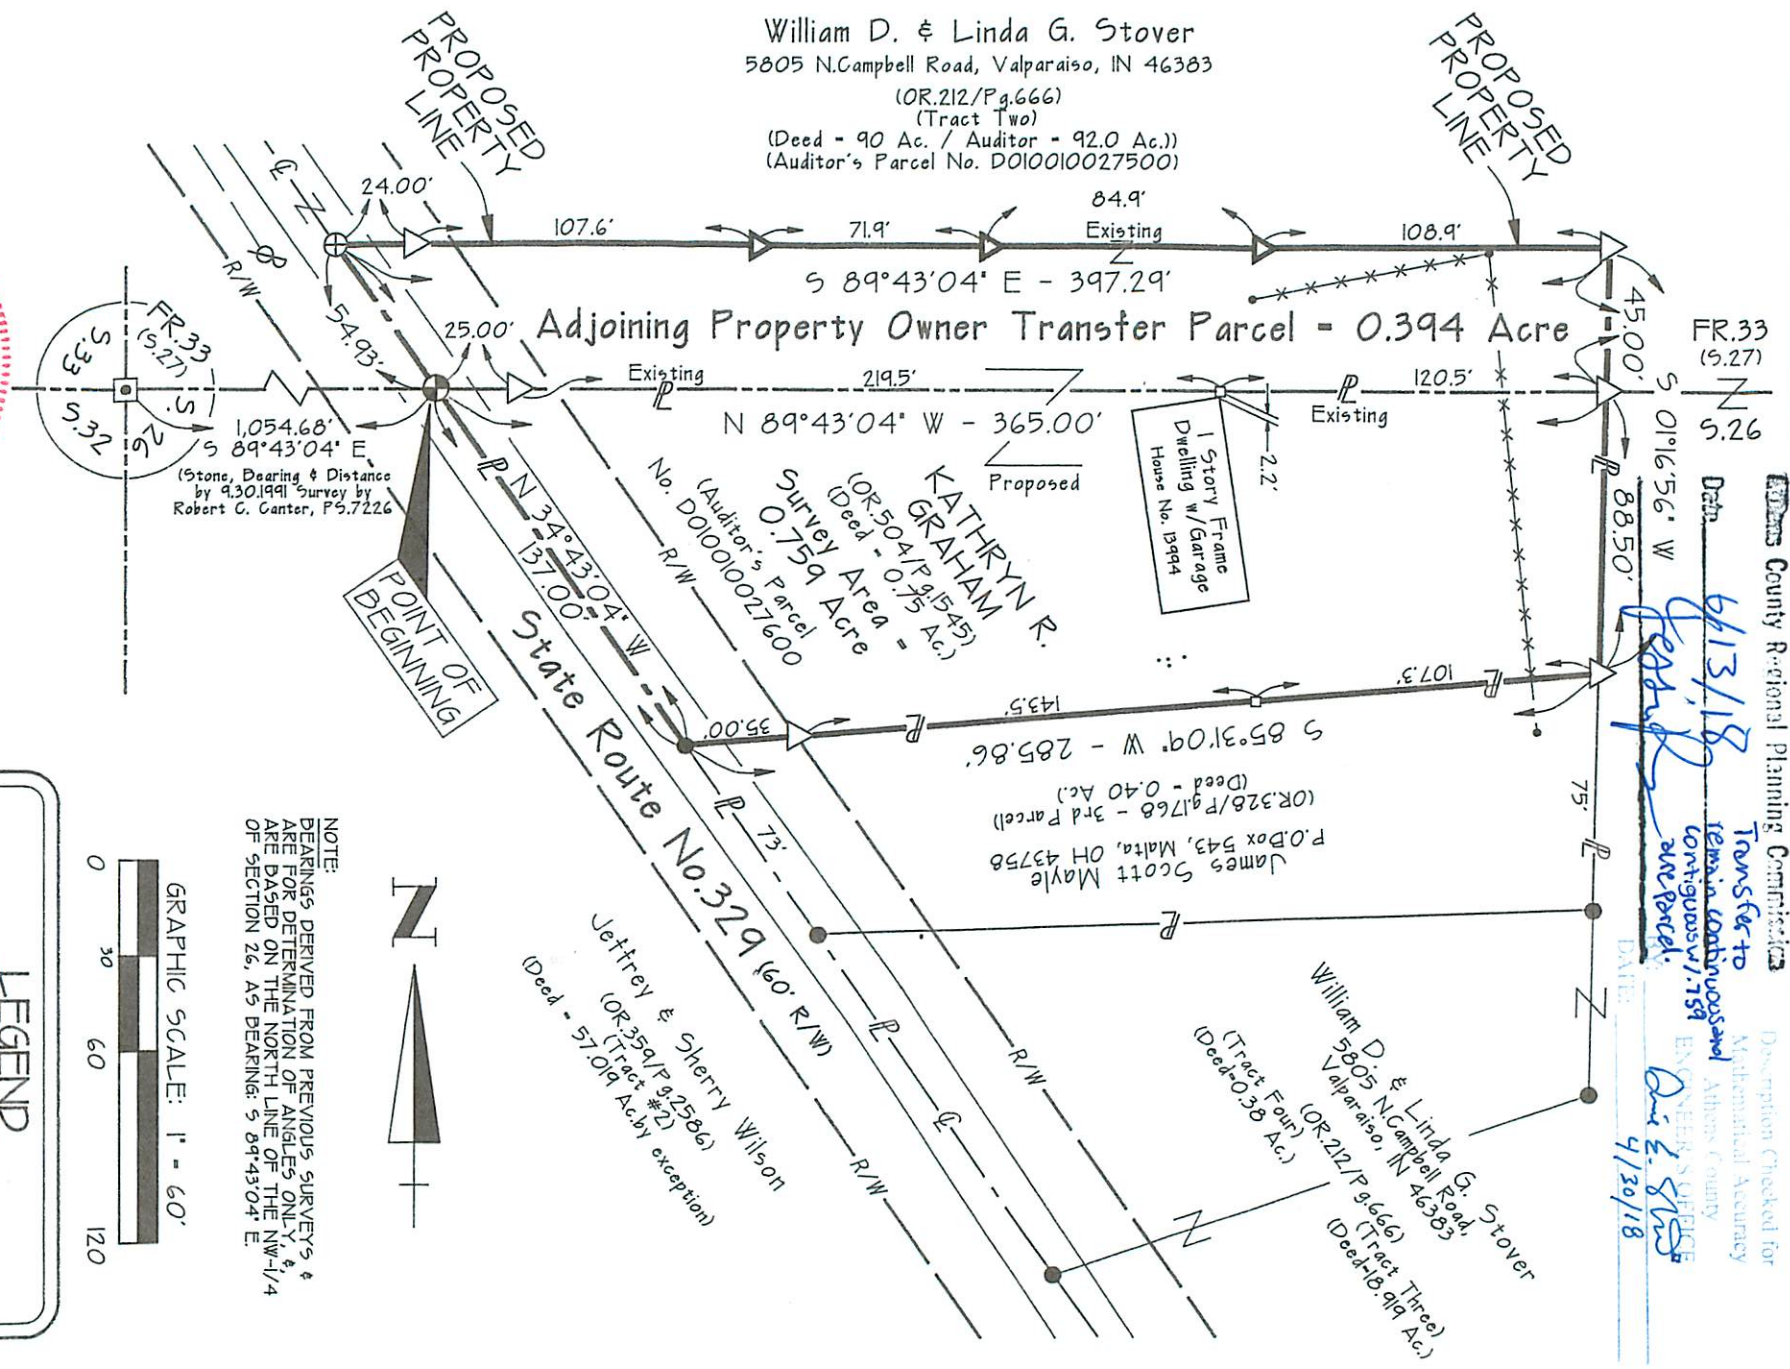 William D. & Linda G. Stover
5805 N.Campbell Road, Valparaiso, IN 46383
(OR.212/Pg.666)
(Tract Two)
(Deed = 90 Ac. / Auditor = 92.0 Ac.))
(Auditor's Parcel No. D010010027500)
PROPOSED
PROPERTY
LINE
PROPOSED
PROPERTY
LINE
24.00'
107.6'
71.9'
84.9'
Existing
108.9'
S 89°43'04" E - 397.29'
Adjoining Property Owner Transfer Parcel = 0.394 Acre
54.93'
25.00'
45.00'
S 01°16'56" W
88.50'
75'
FR.33
(S.27)
S.26
FR.33
(S.27)
S.
26
S.33
S.32
1,054.68'
S 89°43'04" E
(Stone, Bearing & Distance
by 9.30.1991 Survey by
Robert C. Canter, PS.7226
Existing
219.5'
120.5'
Existing
N 89°43'04" W - 365.00'
Proposed
2.2'
1 Story Frame
Dwelling w/Garage
House No. 13994
KATHRYN R.
GRAHAM
(OR.504/Pg.1545)
(Deed = 0.75 Ac.)
Survey Area =
0.759 Acre
(Auditor's Parcel
No. D010010027600
N 34°43'04" W
137.00'
POINT OF
BEGINNING
State Route No.329 (60' R/W)
R/W
R/W
R/W
R/W
35.00'
143.5'
107.3'
S 85°31'09" W - 285.86'
James Scott Mayle
P.O.Box 543, Malta, OH 43758
(OR.328/Pg.1768 - 3rd Parcel)
(Deed = 0.40 Ac.)
73'
Jeffrey & Sherry Wilson
(OR.359/Pg.2586)
(Tract #2)
(Deed = 57.019 Ac.by exception)
William D. & Linda G. Stover
5805 N.Campbell Road,
Valparaiso, IN 46383
(OR.212/Pg.666)
(Tract Four) (Tract Three)
(Deed=0.38 Ac.) (Deed=18.919 Ac.)
County Regional Planning Commission
Date 6/13/18
Transfer to
remain continuous and
contiguous w/.759
acre parcel.
Description Checked for
Mathematical Accuracy
Athens County
ENGINEER'S OFFICE
BY:
DATE: 4/30/18
N
NOTE:
BEARINGS DERIVED FROM PREVIOUS SURVEYS &
ARE FOR DETERMINATION OF ANGLES ONLY, &
ARE BASED ON THE NORTH LINE OF THE NW-1/4
OF SECTION 26, AS BEARING: S 89°43'04" E.
GRAPHIC SCALE: 1" = 60'
0 30 60 120
LEGEND